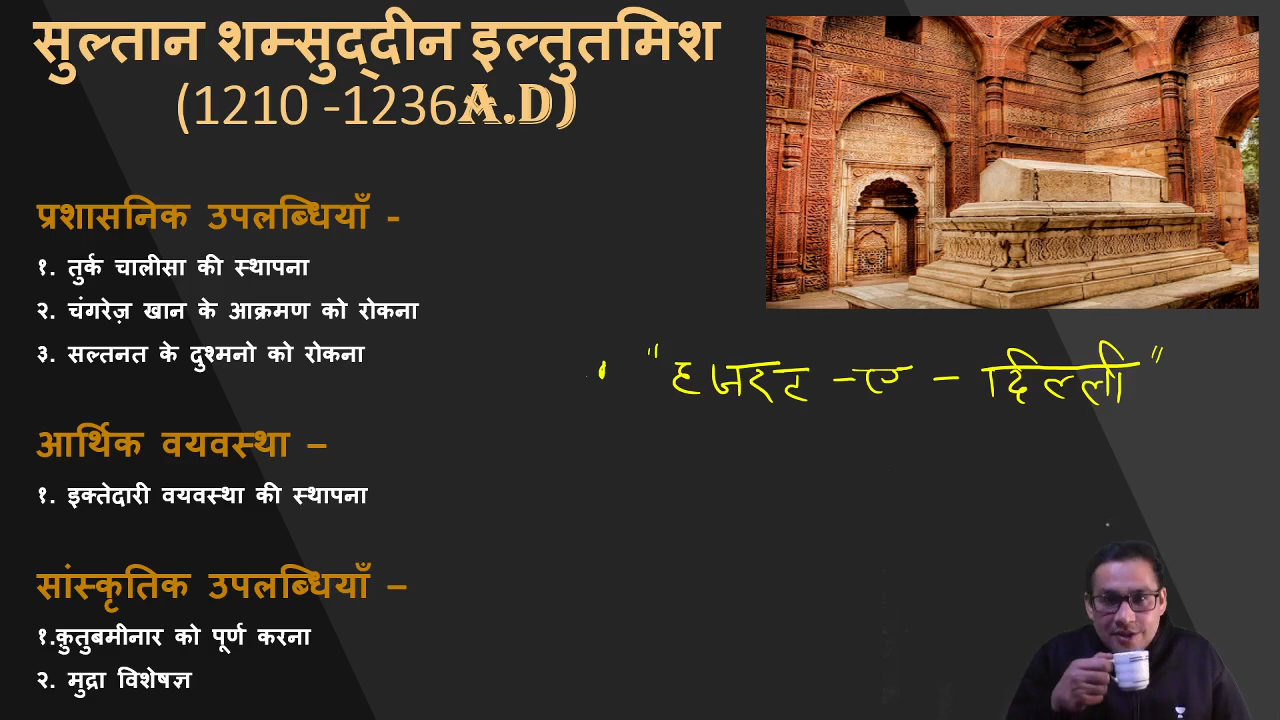 सुल्तान शम्सुद्दीन इल्तुतमिश
(1210 -1236A.D)
प्रशासनिक उपलब्धियाँ -
१. तुर्क चालीसा की स्थापना
२. चंगरेज़ खान के आक्रमण को रोकना
३. सल्तनत के दुश्मनो को रोकना
"हजरट -ए - दिल्ली"
आर्थिक वयवस्था –
१. इक्तेदारी वयवस्था की स्थापना
सांस्कृतिक उपलब्धियाँ –
१.कुतुबमीनार को पूर्ण करना
२. मुद्रा विशेषज्ञ